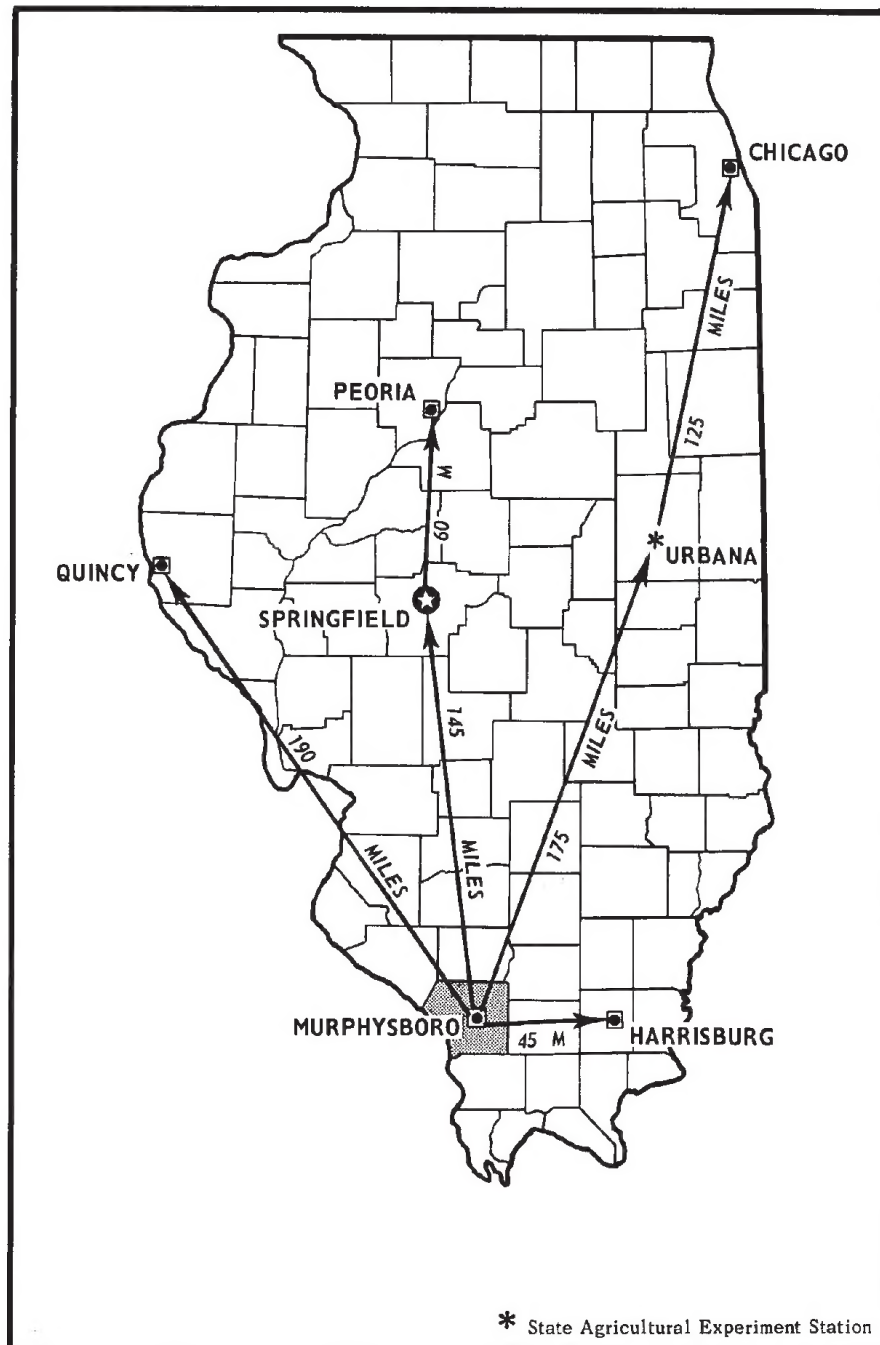 CHICAGO
MILES
125
PEORIA
M
60
QUINCY
URBANA
SPRINGFIELD
190
MILES
145
MILES
175
MILES
MURPHYSBORO
45 M
HARRISBURG
* State Agricultural Experiment Station